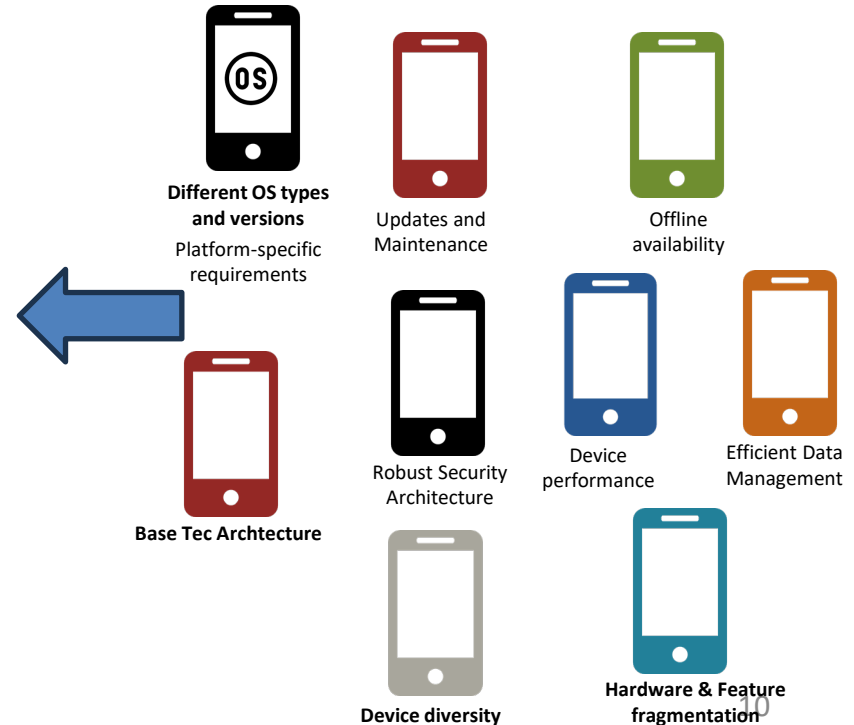 OS
Different OS types
and versions
Platform-specific
requirements
Updates and
Maintenance
Offline
availability
Base Tec Archtecture
Robust Security
Architecture
Device
performance
Efficient Data
Management
Device diversity
Hardware & Feature
fragmentation
10